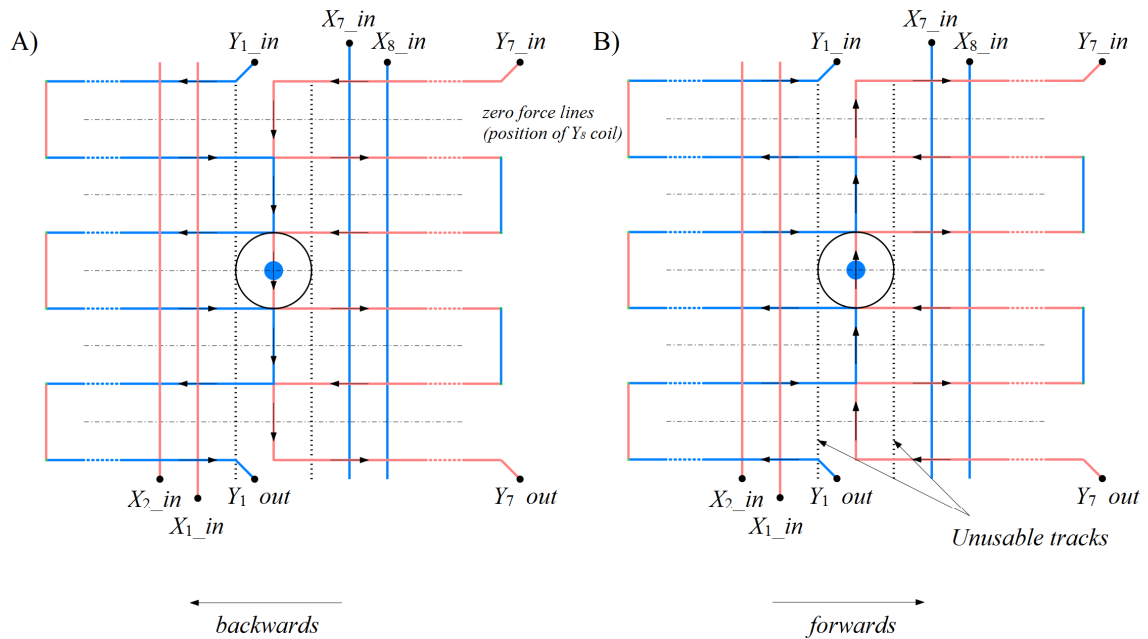 A)
Y1_in
X7_in
X8_in
Y7_in
zero force lines
(position of Y8 coil)
X2_in
X1_in
Y1_out
Y7_out
backwards
B)
Y1_in
X7_in
X8_in
Y7_in
X2_in
X1_in
Y1_out
Y7_out
Unusable tracks
forwards